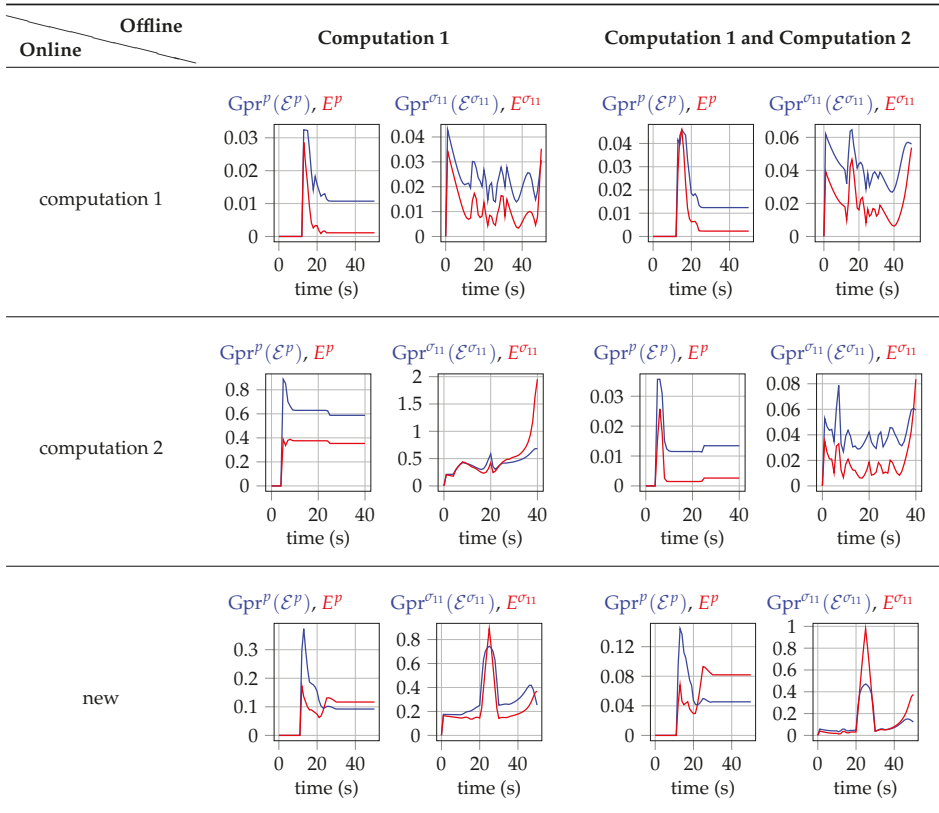 Offline
Online
Computation 1
Computation 1 and Computation 2
computation 1
Gpr^p(ℰ^p), E^p
0.03
0.02
0.01
0
0 20 40
time (s)
Gpr^σ₁₁(ℰ^σ₁₁), E^σ₁₁
0.04
0.03
0.02
0.01
0
0 20 40
time (s)
Gpr^p(ℰ^p), E^p
0.04
0.03
0.02
0.01
0
0 20 40
time (s)
Gpr^σ₁₁(ℰ^σ₁₁), E^σ₁₁
0.06
0.04
0.02
0
0 20 40
time (s)
computation 2
Gpr^p(ℰ^p), E^p
0.8
0.6
0.4
0.2
0
0 20 40
time (s)
Gpr^σ₁₁(ℰ^σ₁₁), E^σ₁₁
2
1.5
1
0.5
0
0 20 40
time (s)
Gpr^p(ℰ^p), E^p
0.03
0.02
0.01
0
0 20 40
time (s)
Gpr^σ₁₁(ℰ^σ₁₁), E^σ₁₁
0.08
0.06
0.04
0.02
0
0 20 40
time (s)
new
Gpr^p(ℰ^p), E^p
0.3
0.2
0.1
0
0 20 40
time (s)
Gpr^σ₁₁(ℰ^σ₁₁), E^σ₁₁
0.8
0.6
0.4
0.2
0
0 20 40
time (s)
Gpr^p(ℰ^p), E^p
0.12
0.08
0.04
0
0 20 40
time (s)
Gpr^σ₁₁(ℰ^σ₁₁), E^σ₁₁
1
0.8
0.6
0.4
0.2
0
0 20 40
time (s)